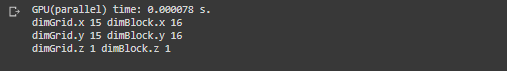 GPU(parallel) time: 0.000078 s.
dimGrid.x 15 dimBlock.x 16
dimGrid.y 15 dimBlock.y 16
dimGrid.z 1 dimBlock.z 1